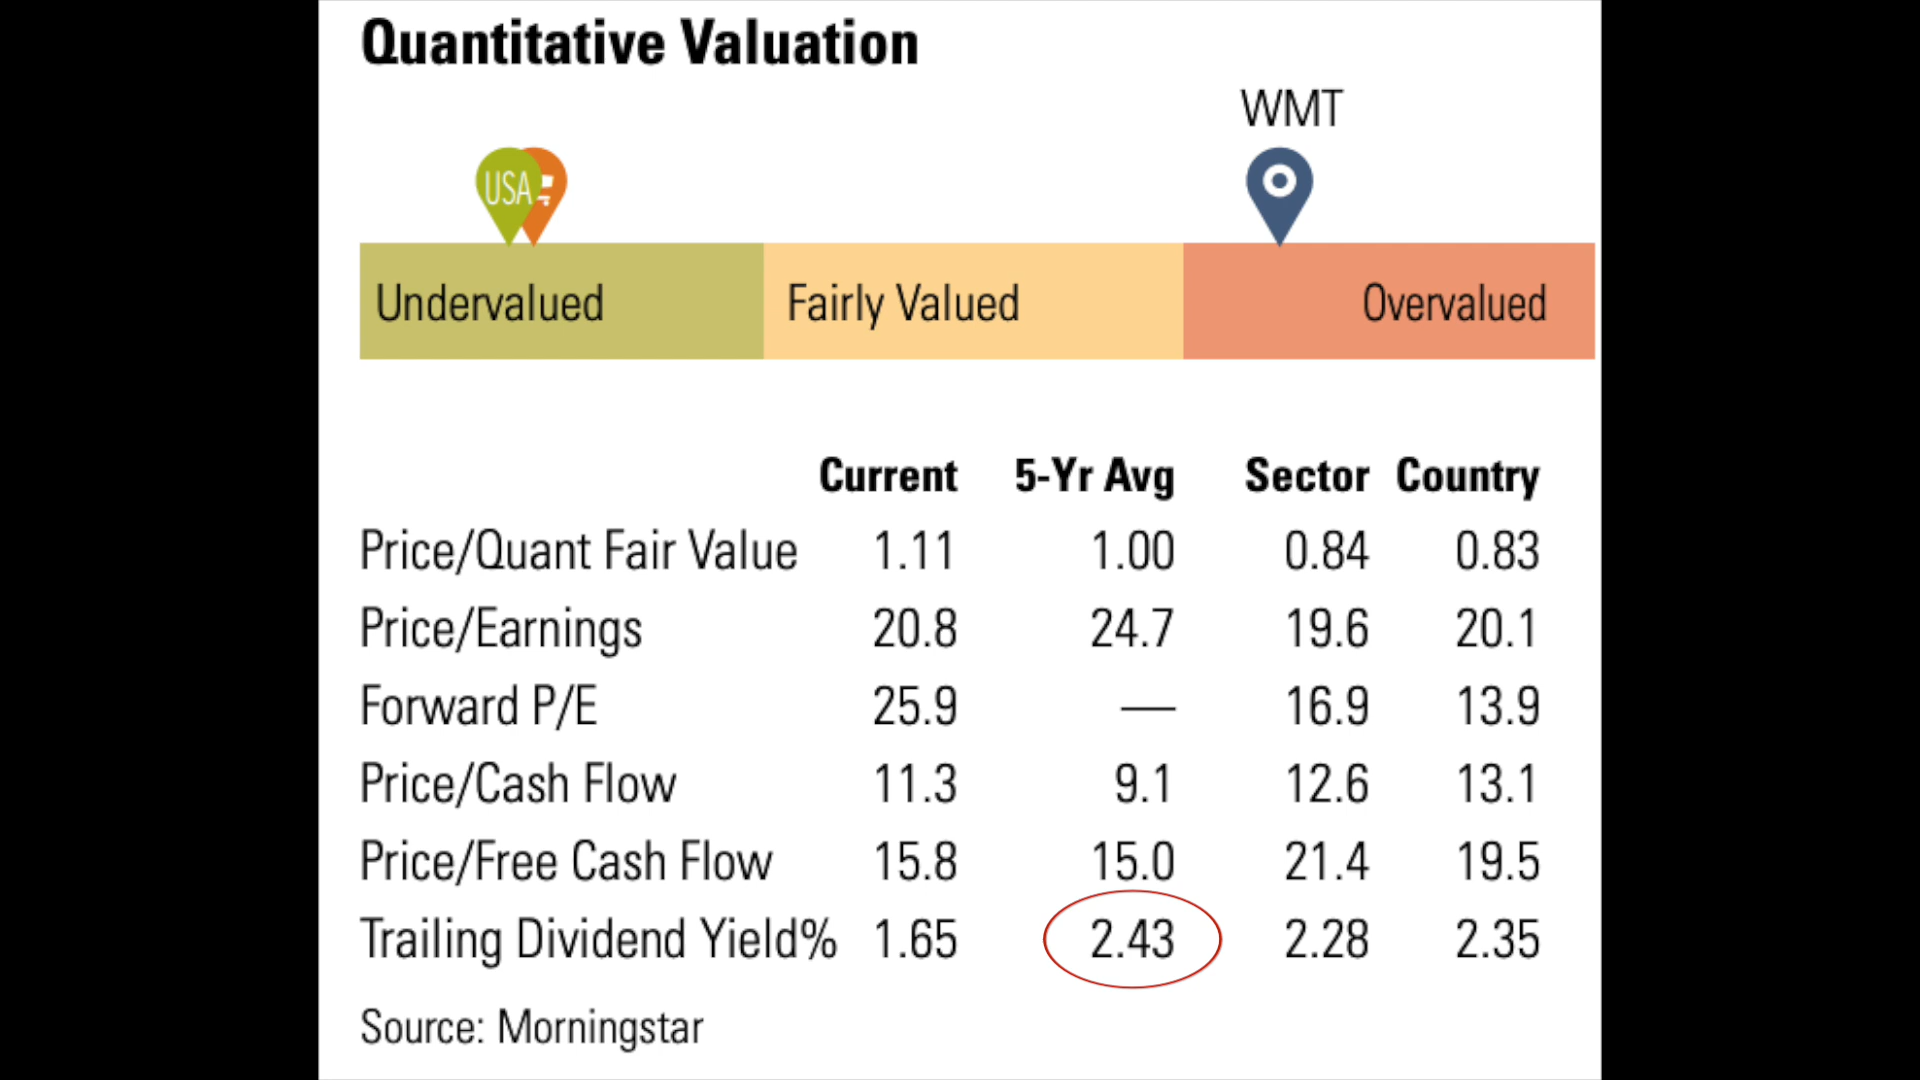 Quantitative Valuation
WMT
USA
Undervalued Fairly Valued Overvalued
Current 5-Yr Avg Sector Country
Price/Quant Fair Value 1.11 1.00 0.84 0.83
Price/Earnings 20.8 24.7 19.6 20.1
Forward P/E 25.9 — 16.9 13.9
Price/Cash Flow 11.3 9.1 12.6 13.1
Price/Free Cash Flow 15.8 15.0 21.4 19.5
Trailing Dividend Yield% 1.65 2.43 2.28 2.35
Source: Morningstar